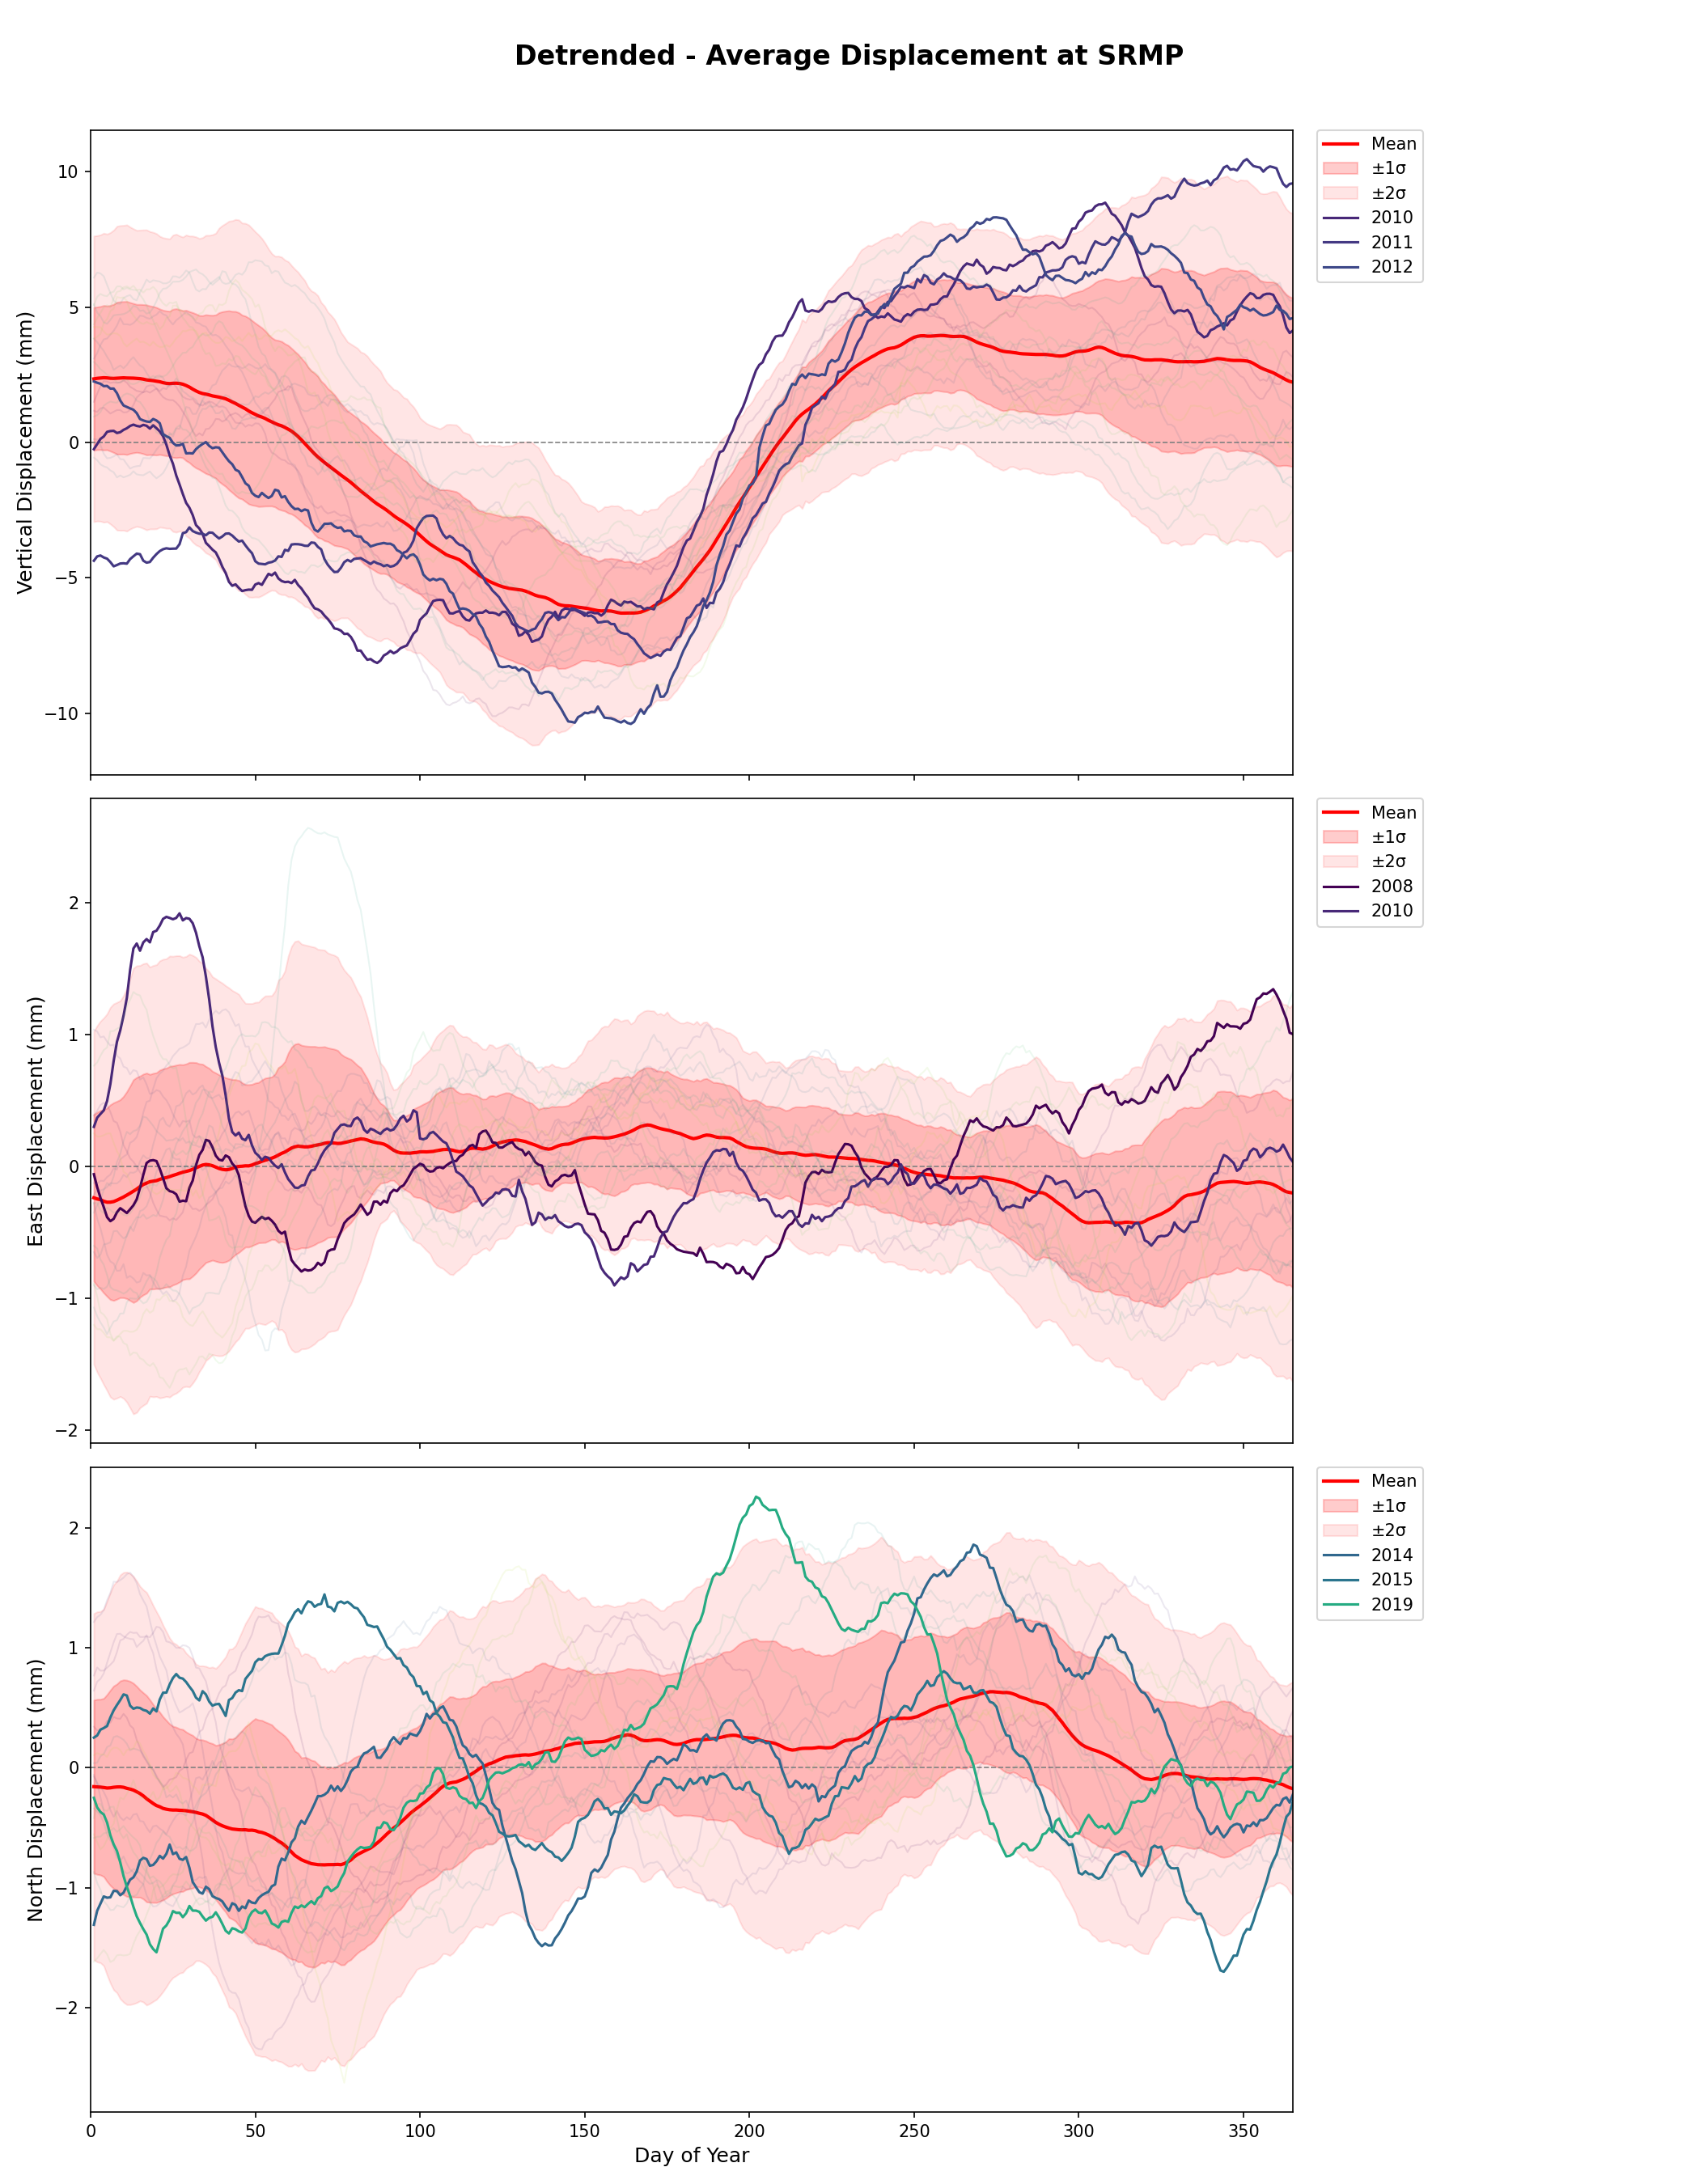 Detrended - Average Displacement at SRMP
10
5
0
−5
−10
Vertical Displacement (mm)
Mean
±1σ
±2σ
2010
2011
2012
2
1
0
−1
−2
East Displacement (mm)
Mean
±1σ
±2σ
2008
2010
2
1
0
−1
−2
North Displacement (mm)
Mean
±1σ
±2σ
2014
2015
2019
0 50 100 150 200 250 300 350
Day of Year